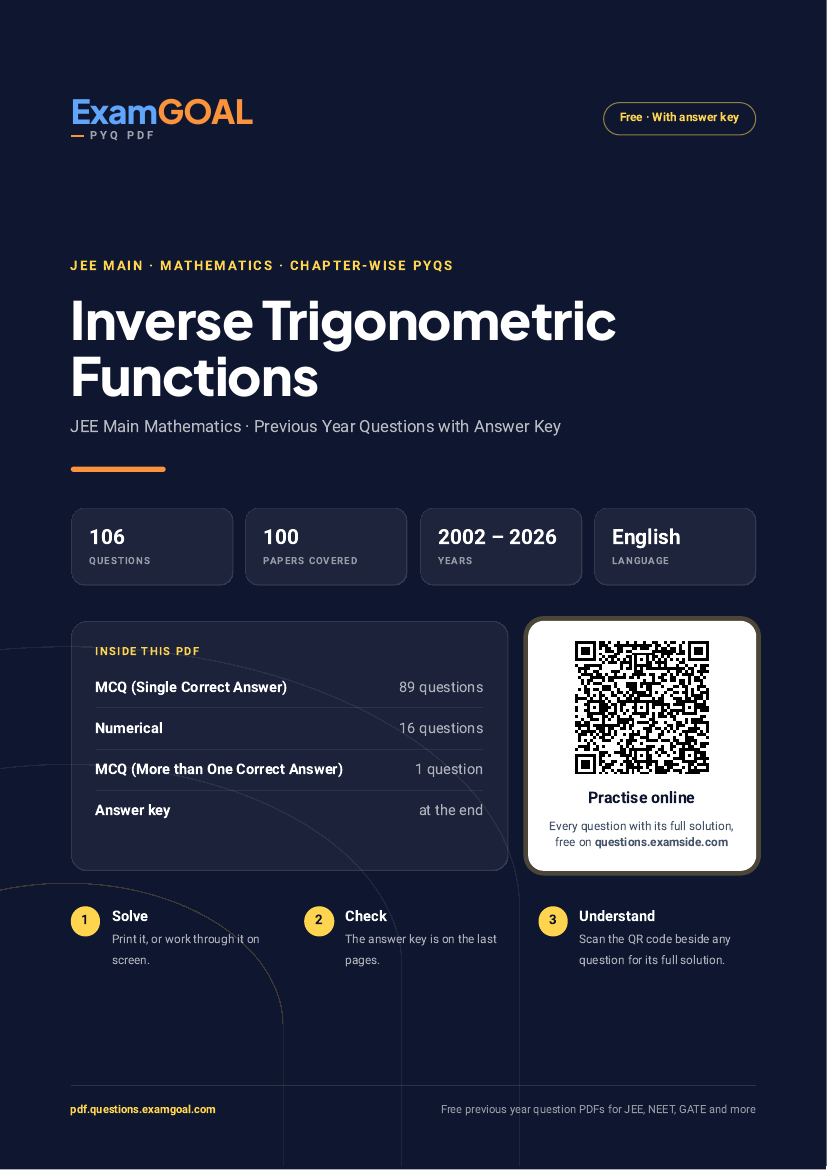 ExamGOAL
PYQ PDF
Free · With answer key
JEE MAIN · MATHEMATICS · CHAPTER-WISE PYQS
Inverse Trigonometric
Functions
JEE Main Mathematics · Previous Year Questions with Answer Key
106
QUESTIONS
100
PAPERS COVERED
2002 – 2026
YEARS
English
LANGUAGE
INSIDE THIS PDF
MCQ (Single Correct Answer) 89 questions
Numerical 16 questions
MCQ (More than One Correct Answer) 1 question
Answer key at the end
Practise online
Every question with its full solution,
free on questions.examside.com
1 Solve
Print it, or work through it on
screen.
2 Check
The answer key is on the last
pages.
3 Understand
Scan the QR code beside any
question for its full solution.
pdf.questions.examgoal.com
Free previous year question PDFs for JEE, NEET, GATE and more